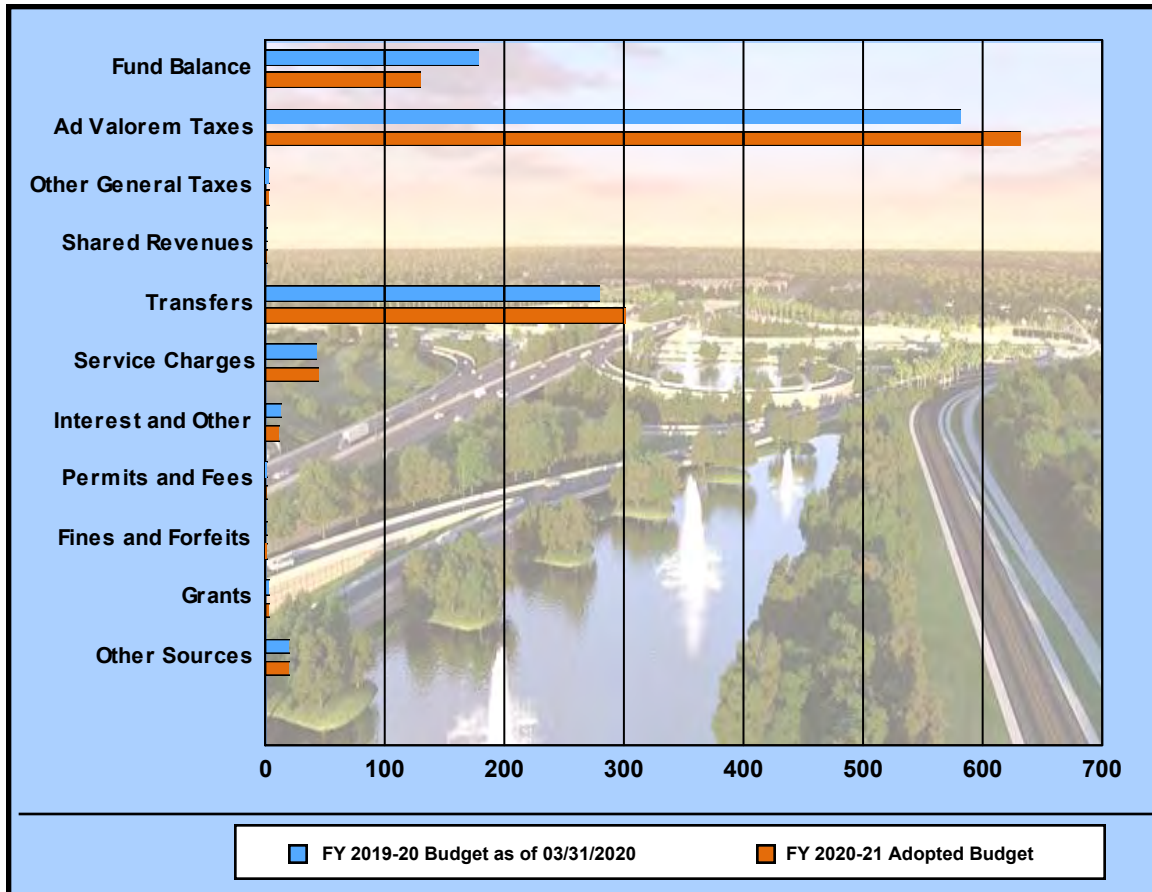 Fund Balance
Ad Valorem Taxes
Other General Taxes
Shared Revenues
Transfers
Service Charges
Interest and Other
Permits and Fees
Fines and Forfeits
Grants
Other Sources
0 100 200 300 400 500 600 700
FY 2019-20 Budget as of 03/31/2020 FY 2020-21 Adopted Budget